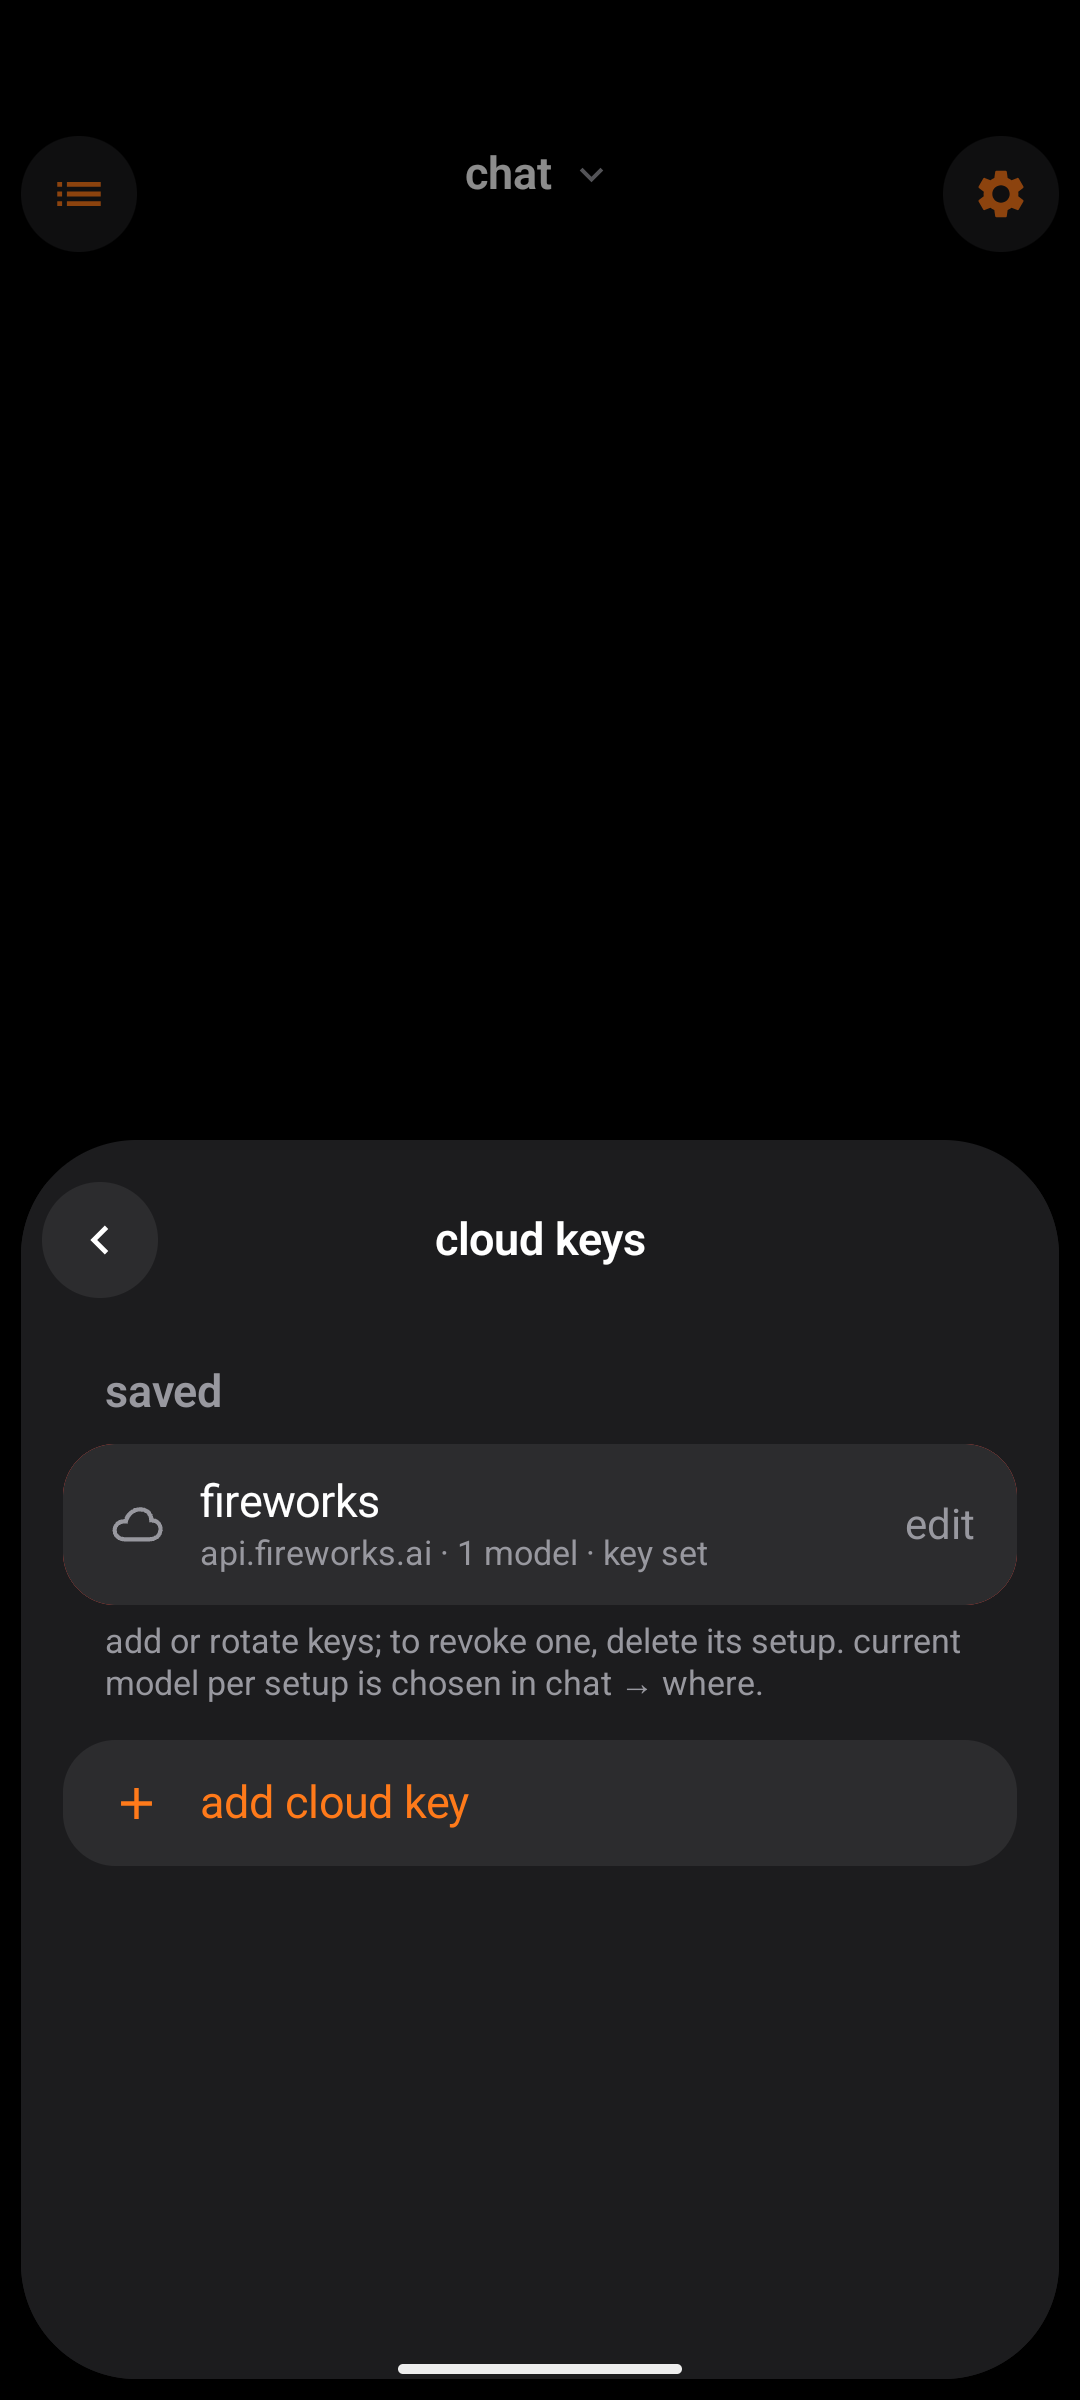 chat
cloud keys
saved
fireworks
api.fireworks.ai · 1 model · key set
edit
add or rotate keys; to revoke one, delete its setup. current
model per setup is chosen in chat → where.
add cloud key